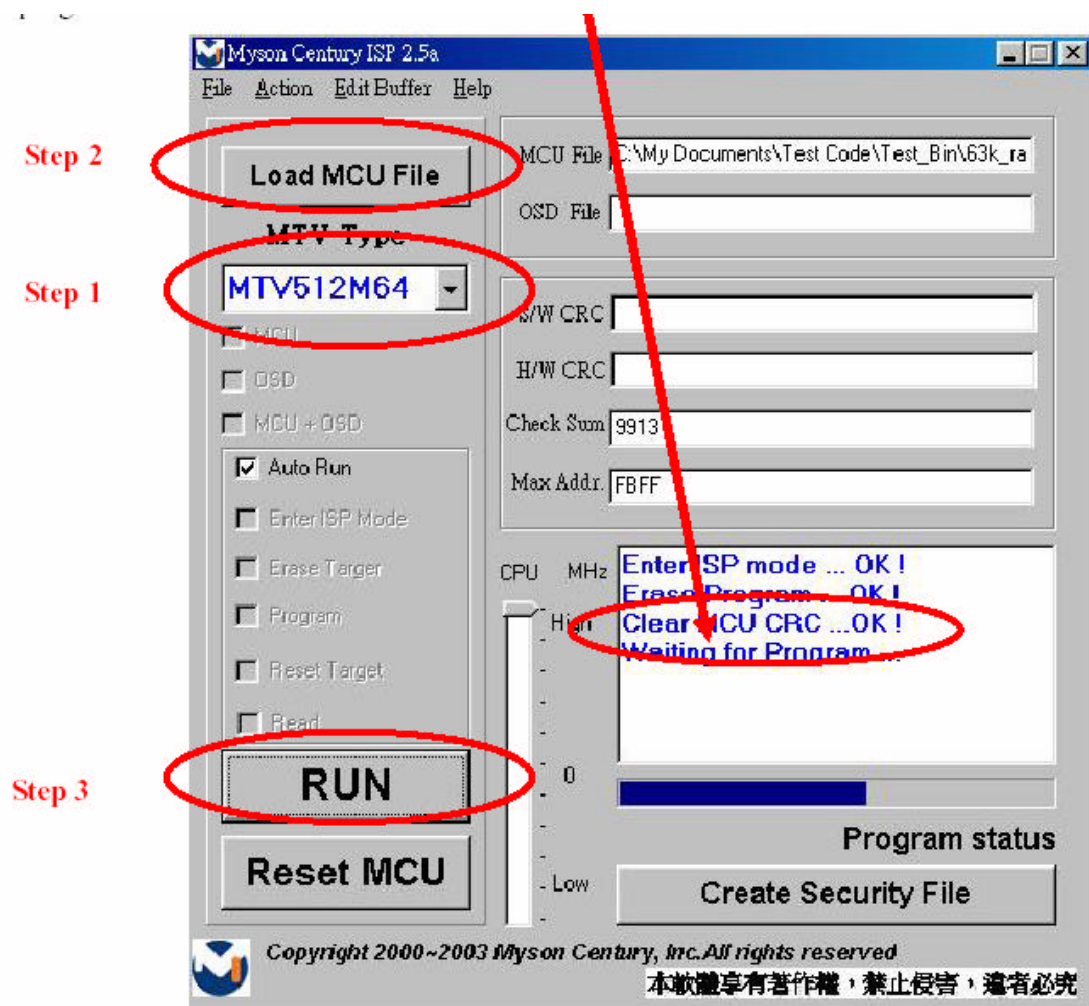 Myson Century ISP 2.5a
File Action Edit Buffer Help
Step 2
Load MCU File
MCU File C:\My Documents\Test Code\Test_Bin\63k_ra
OSD File
MTV Type
Step 1
MTV512M64
MCU
S/W CRC
OSD
H/W CRC
MCU + OSD
Check Sum 9913
Auto Run
Max Addr. FBFF
Enter ISP Mode
Erase Targer
CPU MHz
Enter ISP mode ... OK !
Erase Program ... OK !
Program
High
Clear MCU CRC ...OK !
Waiting for Program ...
Reset Target
Read
Step 3
RUN
0
Program status
Reset MCU
Low
Create Security File
Copyright 2000~2003 Myson Century, Inc.All rights reserved
本軟體享有著作權，禁止侵害，違者必究